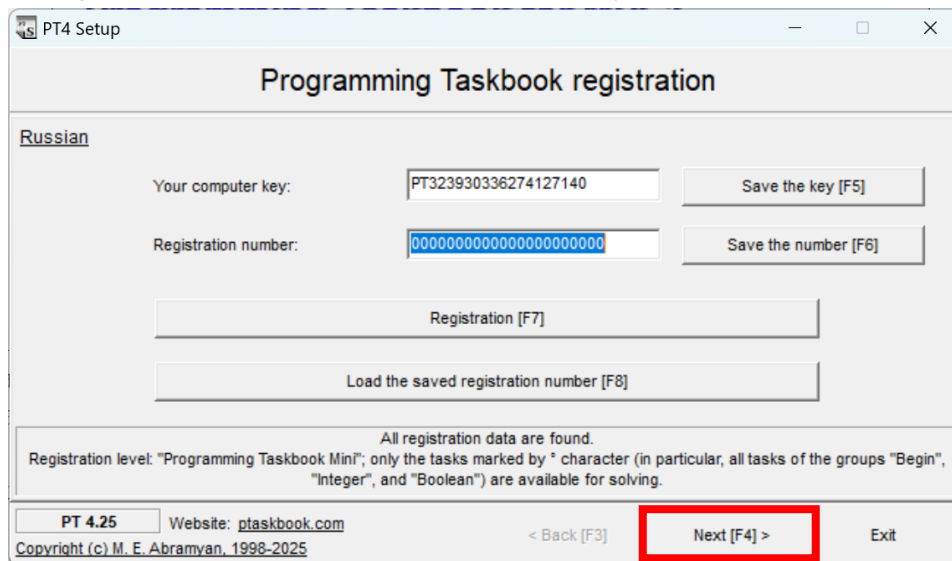 PT4 Setup
Programming Taskbook registration
Russian
Your computer key: PT323930336274127140 Save the key [F5]
Registration number: 0000000000000000000000 Save the number [F6]
Registration [F7]
Load the saved registration number [F8]
All registration data are found.
Registration level: "Programming Taskbook Mini"; only the tasks marked by ° character (in particular, all tasks of the groups "Begin",
"Integer", and "Boolean") are available for solving.
PT 4.25 Website: ptaskbook.com < Back [F3] Next [F4] > Exit
Copyright (c) M. E. Abramyan, 1998-2025